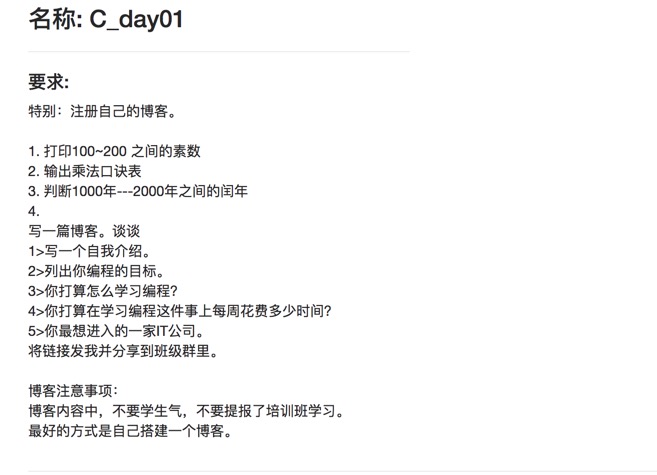 名称: C_day01
要求:
特别：注册自己的博客。
1. 打印100~200 之间的素数
2. 输出乘法口诀表
3. 判断1000年---2000年之间的闰年
4.
写一篇博客。谈谈
1>写一个自我介绍。
2>列出你编程的目标。
3>你打算怎么学习编程？
4>你打算在学习编程这件事上每周花费多少时间？
5>你最想进入的一家IT公司。
将链接发我并分享到班级群里。
博客注意事项：
博客内容中，不要学生气，不要提报了培训班学习。
最好的方式是自己搭建一个博客。